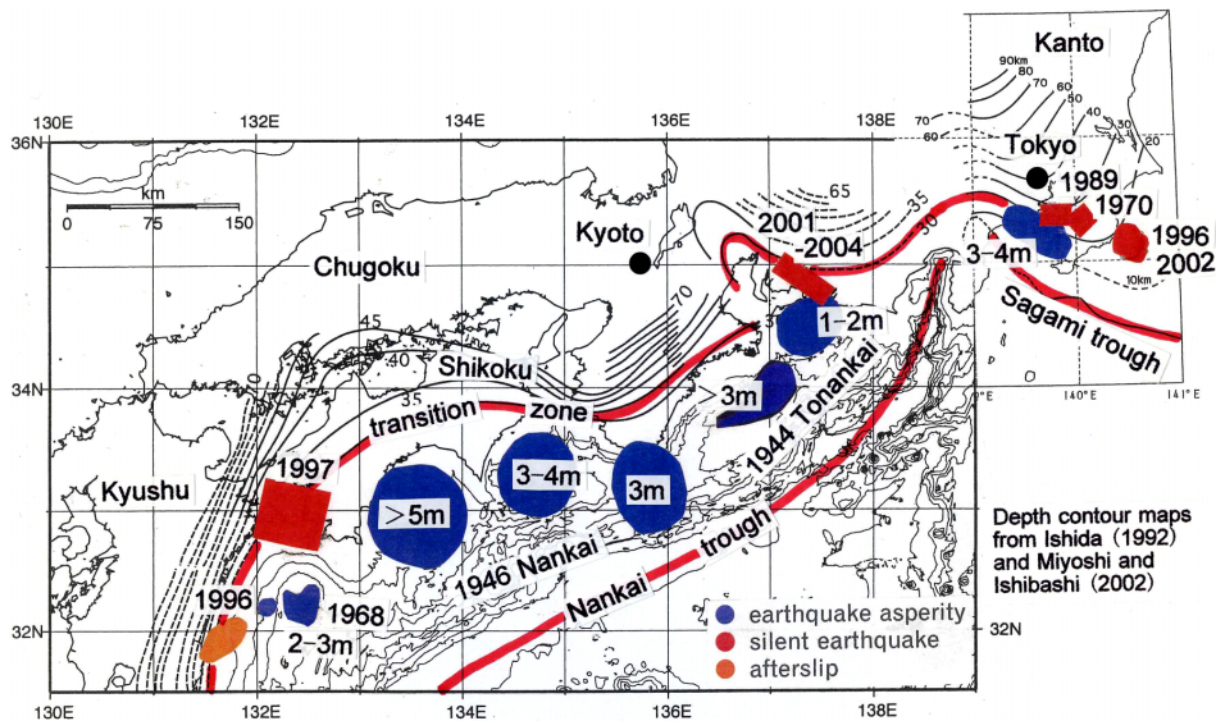 Kanto
90km
80
70
60
50
40
30
20
70
60
Tokyo
1989
1970
1996
2002
3-4m
10km
Sagami trough
140°E
141°E
130E
132E
134E
136E
138E
36N
km
0
75
150
Kyoto
2001
-2004
65
35
30
Chugoku
70
1-2m
45
40
Shikoku
34N
35
transition
zone
>3m
1944 Tonankai
Kyushu
1997
>5m
3-4m
3m
1946 Nankai
Nankai
trough
1996
1968
2-3m
32N
Depth contour maps
from Ishida (1992)
and Miyoshi and
Ishibashi (2002)
earthquake asperity
silent earthquake
afterslip
32N
130E
132E
134E
136E
138E